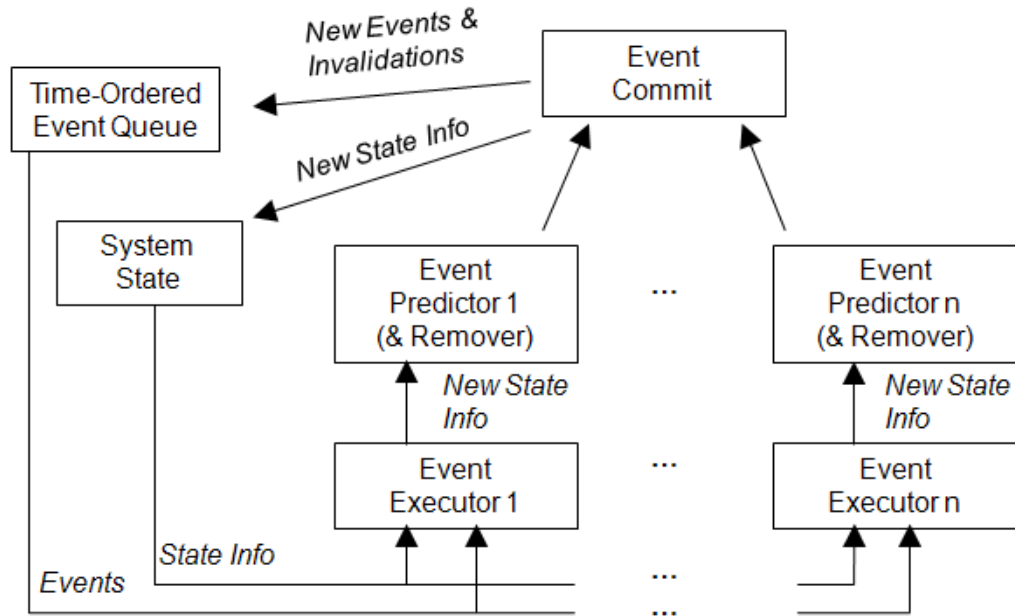 New Events &
Invalidations
Event
Commit
Time-Ordered
Event Queue
New State Info
System
State
Event
Predictor 1
(& Remover)
...
Event
Predictor n
(& Remover)
New State
Info
New State
Info
Event
Executor 1
...
Event
Executor n
State Info
...
Events
...